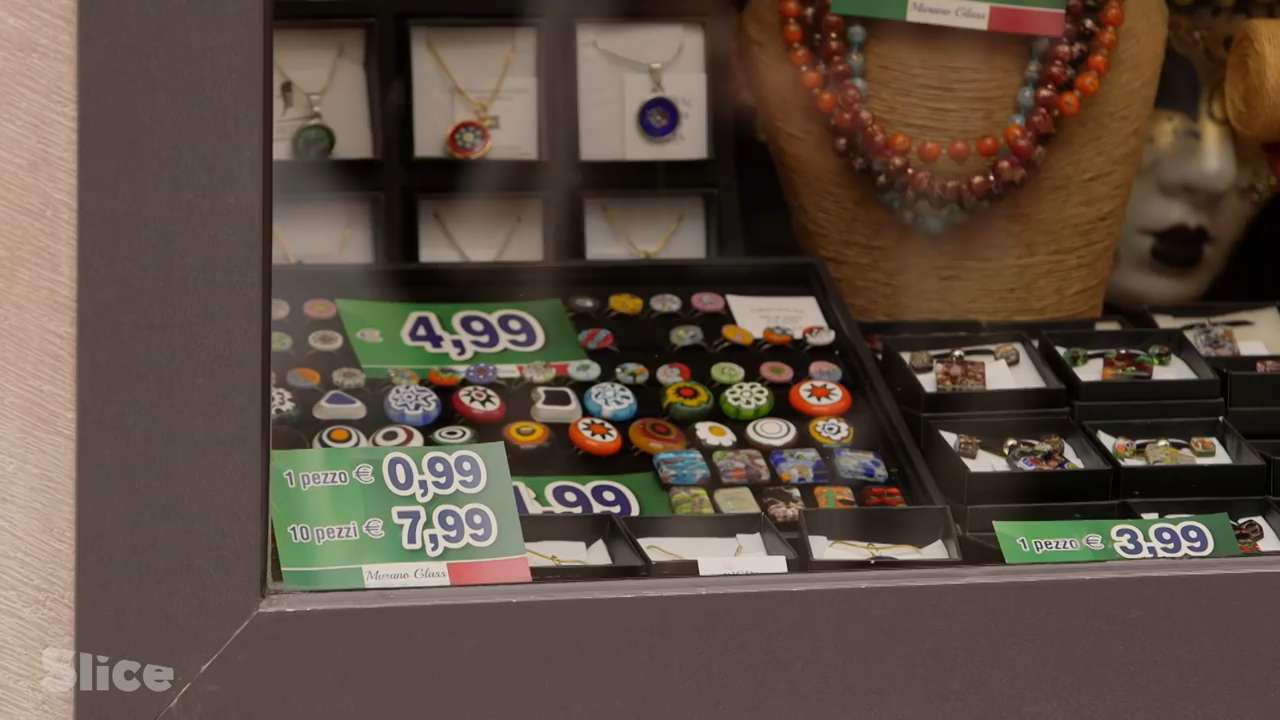 Murano Glass
€ 4,99
1 pezzo € 0,99
10 pezzi € 7,99
Murano Glass
,99
1 pezzo € 3,99
Slice